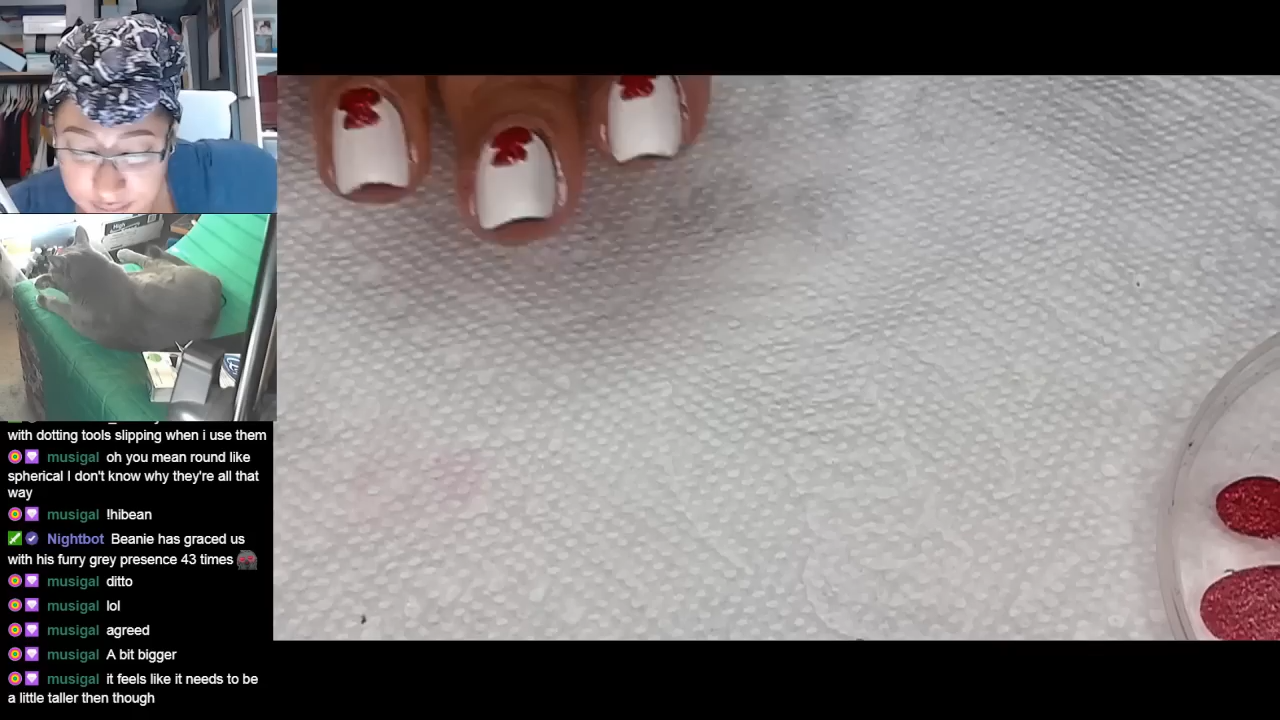 High
with dotting tools slipping when i use them
musigal oh you mean round like
spherical I don't know why they're all that
way
musigal !hibean
Nightbot Beanie has graced us
with his furry grey presence 43 times
musigal ditto
musigal lol
musigal agreed
musigal A bit bigger
musigal it feels like it needs to be
a little taller then though